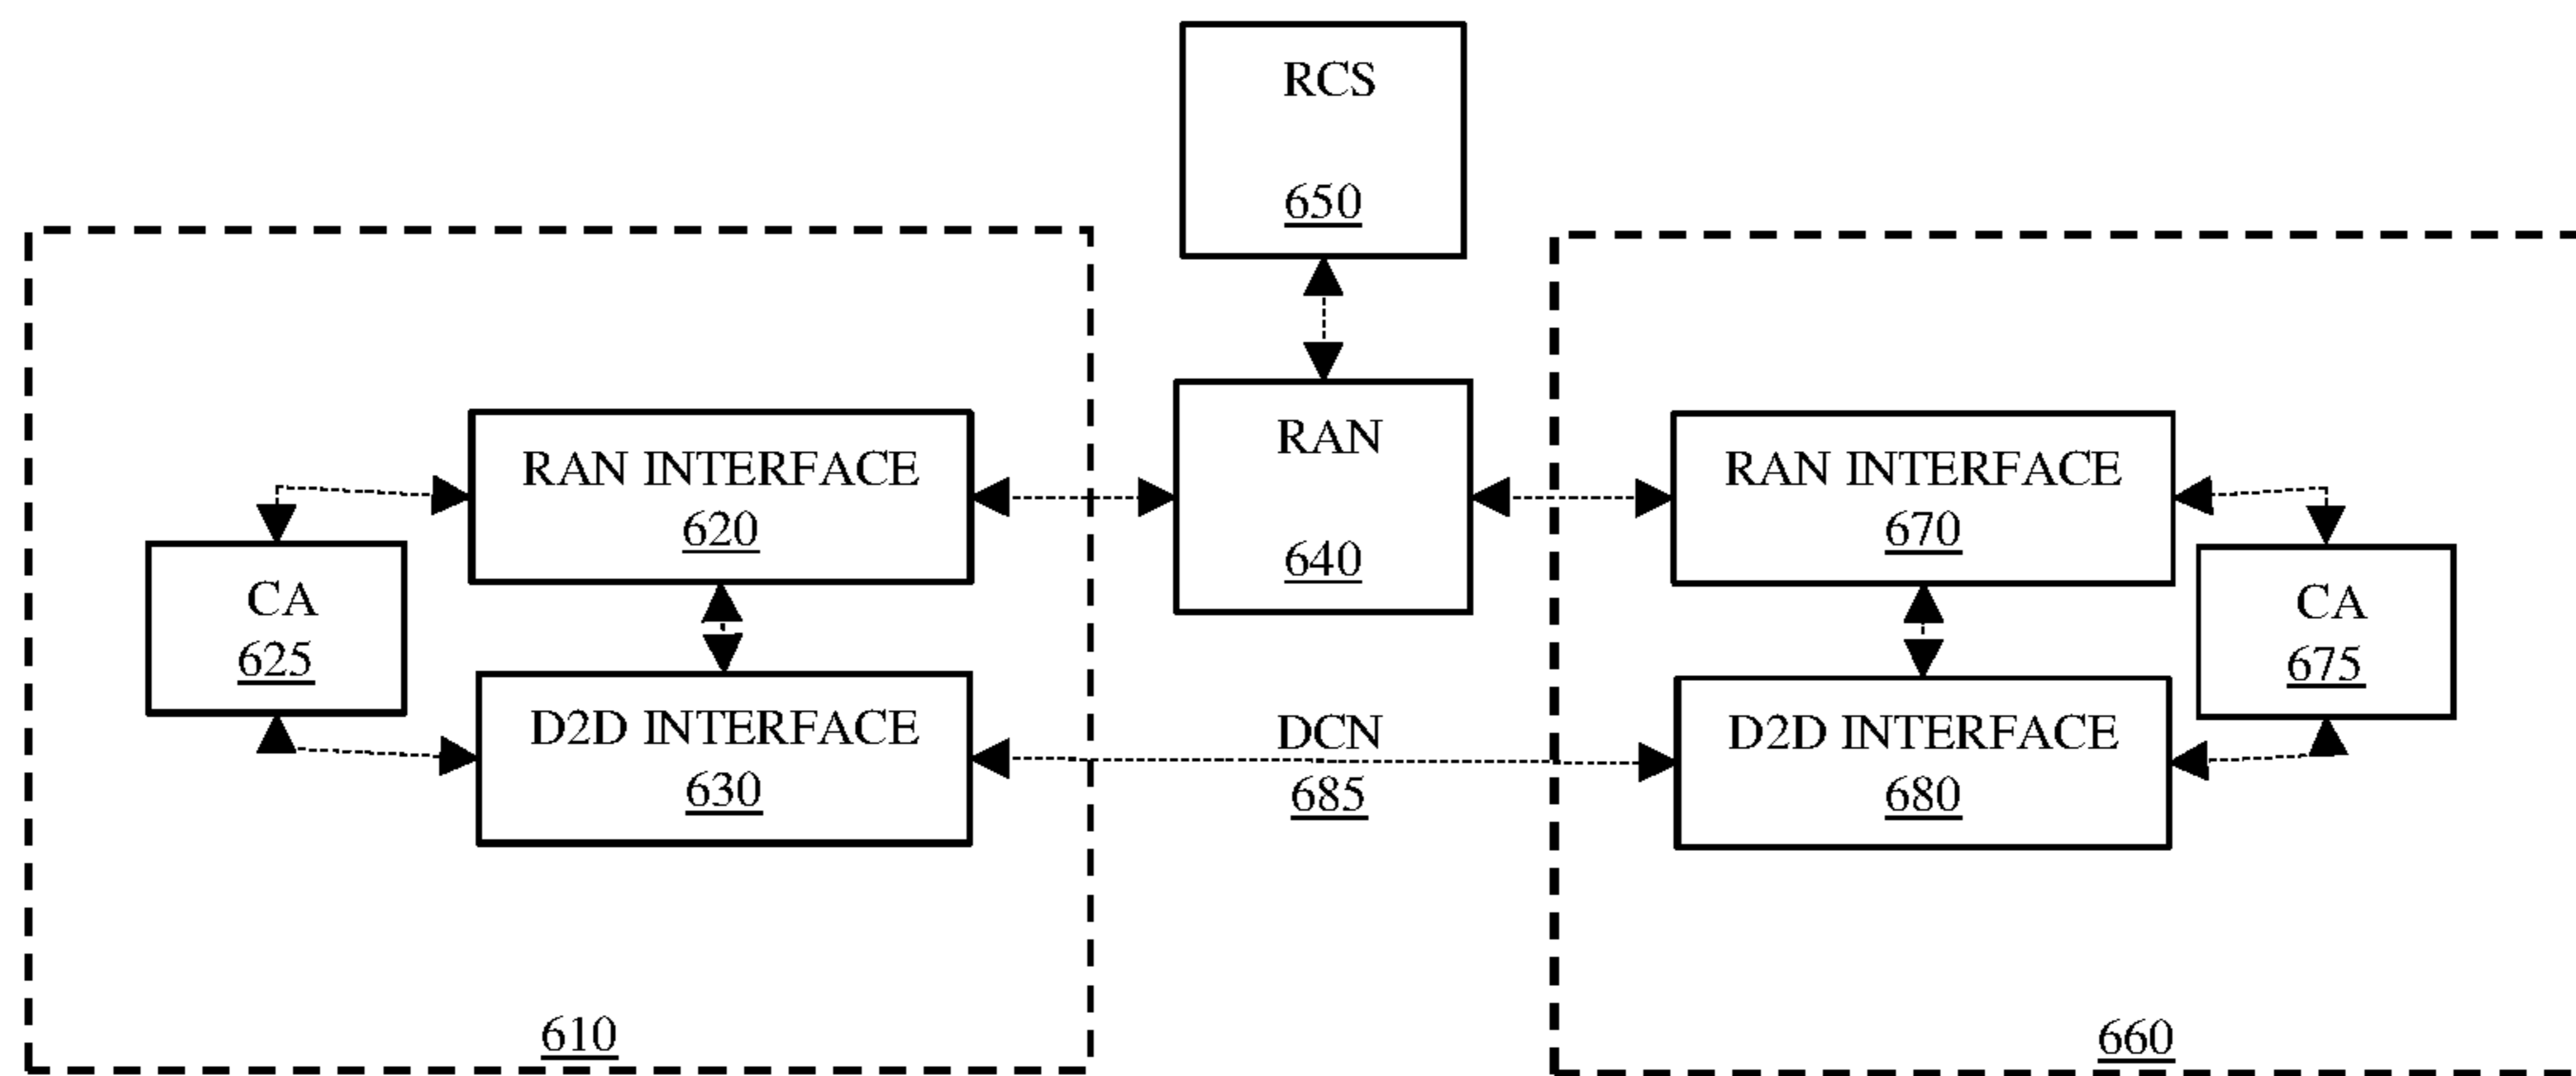 RCS
650
RAN
640
RAN INTERFACE
620
CA
625
D2D INTERFACE
630
610
DCN
685
RAN INTERFACE
670
CA
675
D2D INTERFACE
680
660